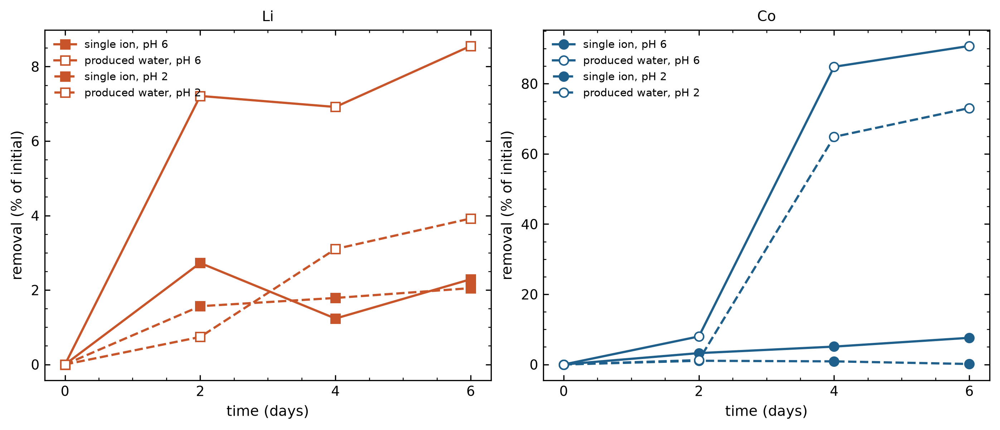 Li
single ion, pH 6
produced water, pH 6
single ion, pH 2
produced water, pH 2
removal (% of initial)
8
6
4
2
0
0 2 4 6
time (days)
Co
single ion, pH 6
produced water, pH 6
single ion, pH 2
produced water, pH 2
removal (% of initial)
80
60
40
20
0
0 2 4 6
time (days)